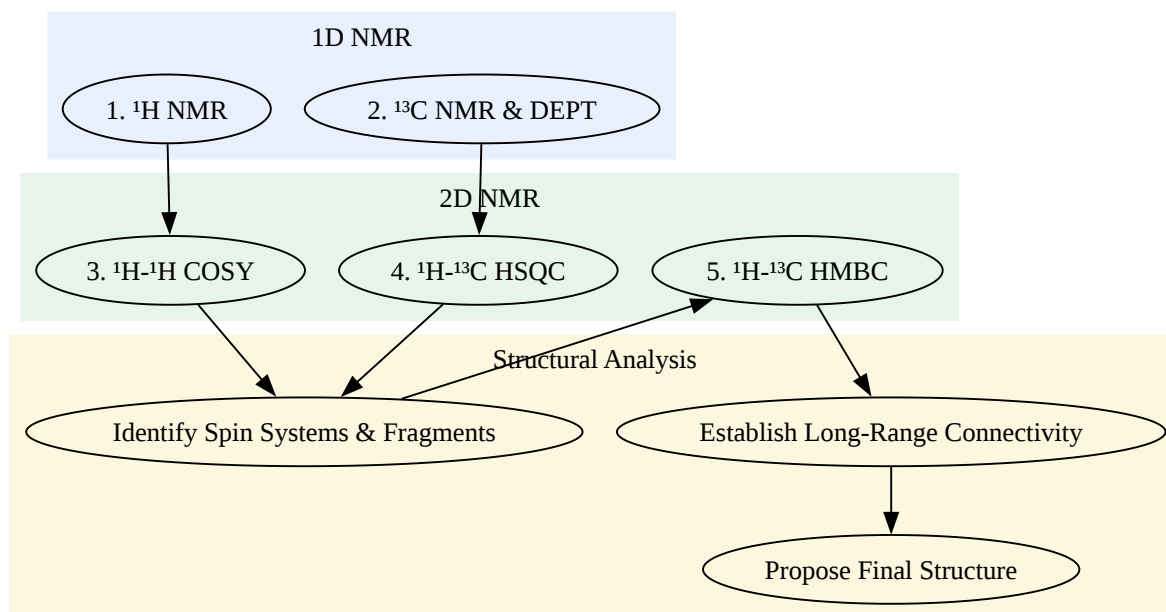 1D NMR
1. ¹H NMR
2. ¹³C NMR & DEPT
2D NMR
3. ¹H-¹H COSY
4. ¹H-¹³C HSQC
5. ¹H-¹³C HMBC
Structural Analysis
Identify Spin Systems & Fragments
Establish Long-Range Connectivity
Propose Final Structure